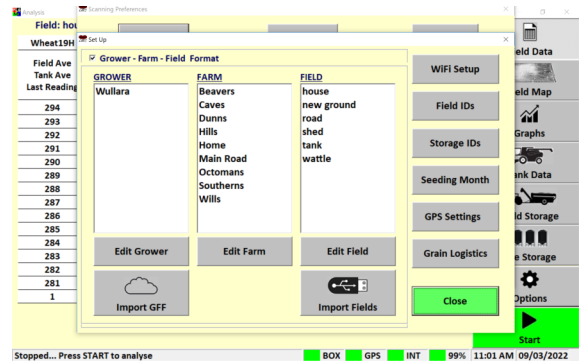 Analysis
Scanning Preferences
Field: hou
Set Up
Wheat19H
Field Ave
Tank Ave
Last Reading
294
293
292
291
290
289
288
287
286
285
284
283
282
281
1
Grower - Farm - Field Format
GROWER
Wullara
FARM
Beavers
Caves
Dunns
Hills
Home
Main Road
Octomans
Southerns
Wills
FIELD
house
new ground
road
shed
tank
wattle
Edit Grower
Edit Farm
Edit Field
Import GFF
Import Fields
WiFi Setup
Field IDs
Storage IDs
Seeding Month
GPS Settings
Grain Logistics
Close
eld Data
eld Map
Graphs
ank Data
ld Storage
e Storage
Options
Start
Stopped... Press START to analyse
BOX GPS INT 99% 11:01 AM 09/03/2022